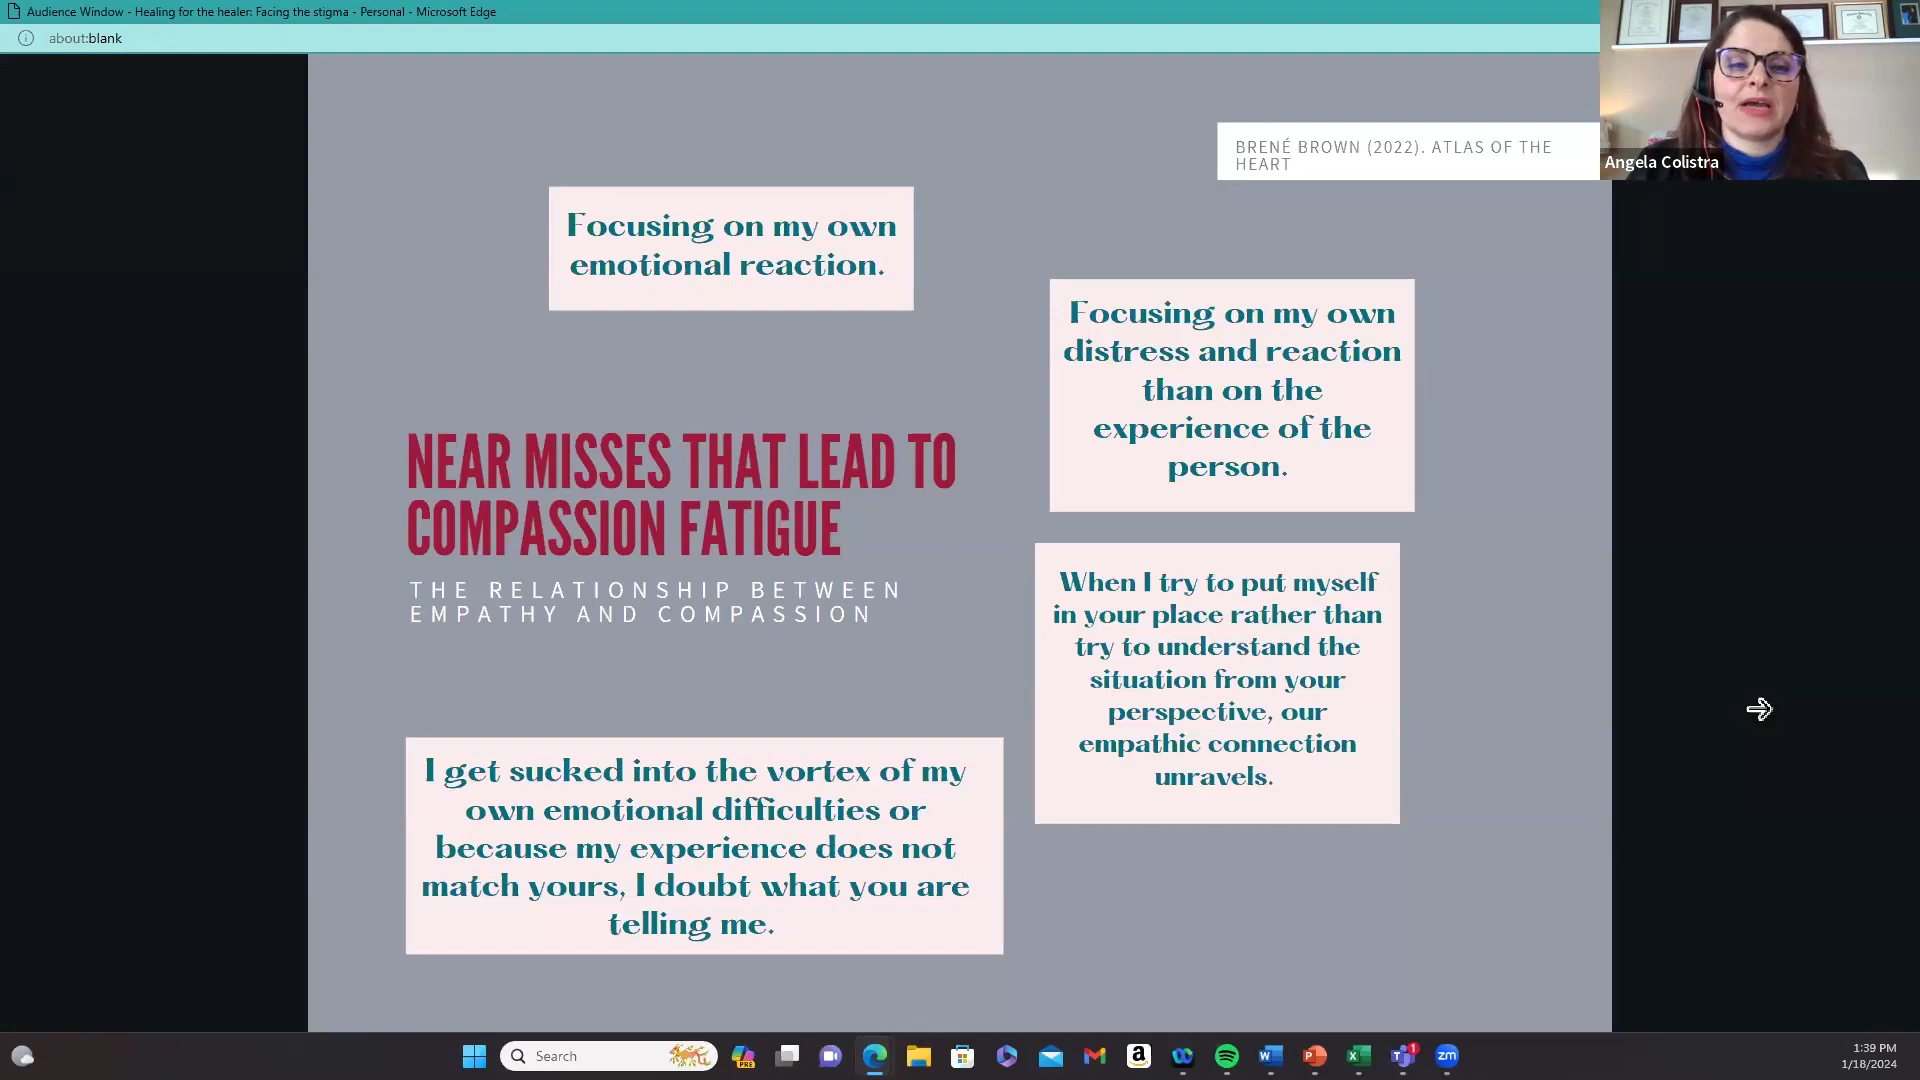 Audience Window - Healing for the healer: Facing the stigma - Personal - Microsoft Edge
about:blank
BRENÉ BROWN (2022). ATLAS OF THE
HEART
Angela Colistra
Focusing on my own
emotional reaction.
Focusing on my own
distress and reaction
than on the
experience of the
person.
NEAR MISSES THAT LEAD TO
COMPASSION FATIGUE
THE RELATIONSHIP BETWEEN
EMPATHY AND COMPASSION
When I try to put myself
in your place rather than
try to understand the
situation from your
perspective, our
empathic connection
unravels.
I get sucked into the vortex of my
own emotional difficulties or
because my experience does not
match yours, I doubt what you are
telling me.
Search
PRE
a
W
P
X
T
1
zm
1:39 PM
1/18/2024